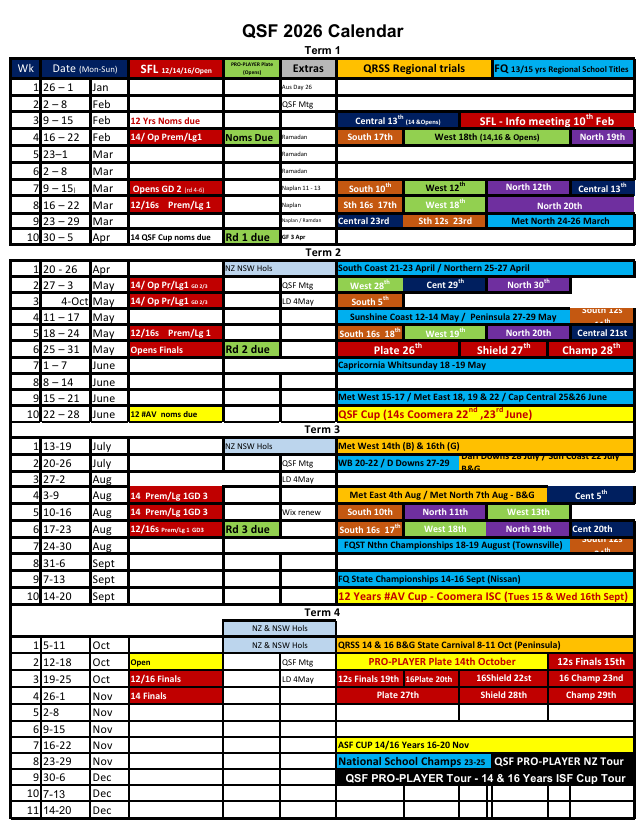 QSF 2026 Calendar
Term 1
Wk Date (Mon-Sun) SFL 12/14/16/Open PRO-PLAYER Plate (Opens) Extras QRSS Regional trials FQ 13/15 yrs Regional School Titles
1 26 – 1 Jan Aus Day 26
2 2 – 8 Feb QSF Mtg
3 9 – 15 Feb 12 Yrs Noms due Central 13th (14 &Opens) SFL - Info meeting 10th Feb
4 16 – 22 Feb 14/ Op Prem/Lg1 Noms Due Ramadan South 17th West 18th (14,16 & Opens) North 19th
5 23–1 Mar Ramadan
6 2 – 8 Mar Ramadan
7 9 – 15 Mar Opens GD 2 (rd 4-6) Naplan 11 - 13 South 10th West 12th North 12th Central 13th
8 16 – 22 Mar 12/16s Prem/Lg 1 Naplan Sth 16s 17th West 18th North 20th
9 23 – 29 Mar Naplan / Ramdan Central 23rd Sth 12s 23rd Met North 24-26 March
10 30 – 5 Apr 14 QSF Cup noms due Rd 1 due GF 3 Apr
Term 2
1 20 - 26 Apr NZ NSW Hols South Coast 21-23 April / Northern 25-27 April
2 27 – 3 May 14/ Op Pr/Lg1 GD 2/3 QSF Mtg West 28th Cent 29th North 30th
3 4-Oct May 14/ Op Pr/Lg1 GD 2/3 LD 4May South 5th
4 11 – 17 May Sunshine Coast 12-14 May / Peninsula 27-29 May South 12s
5 18 – 24 May 12/16s Prem/Lg 1 South 16s 18th West 19th North 20th Central 21st
6 25 – 31 May Opens Finals Rd 2 due Plate 26th Shield 27th Champ 28th
7 1 – 7 June Capricornia Whitsunday 18 -19 May
8 8 – 14 June
9 15 – 21 June Met West 15-17 / Met East 18, 19 & 22 / Cap Central 25&26 June
10 22 – 28 June 12 #AV noms due QSF Cup (14s Coomera 22nd ,23rd June)
Term 3
1 13-19 July NZ NSW Hols Met West 14th (B) & 16th (G)
2 20-26 July QSF Mtg WB 20-22 / D Downs 27-29 Darl Downs 28 July / Sun Coast 22 July B&G
3 27-2 Aug LD 4May
4 3-9 Aug 14 Prem/Lg 1GD 3 Met East 4th Aug / Met North 7th Aug - B&G Cent 5th
5 10-16 Aug 14 Prem/Lg 1GD 3 Wix renew South 10th North 11th West 13th
6 17-23 Aug 12/16s Prem/Lg 1 GD3 Rd 3 due South 16s 17th West 18th North 19th Cent 20th
7 24-30 Aug FQST Nthn Championships 18-19 August (Townsville) South 12s
8 31-6 Sept
9 7-13 Sept FQ State Championships 14-16 Sept (Nissan)
10 14-20 Sept 12 Years #AV Cup - Coomera ISC (Tues 15 & Wed 16th Sept)
Term 4
NZ & NSW Hols
1 5-11 Oct NZ & NSW Hols QRSS 14 & 16 B&G State Carnival 8-11 Oct (Peninsula)
2 12-18 Oct Open QSF Mtg PRO-PLAYER Plate 14th October 12s Finals 15th
3 19-25 Oct 12/16 Finals LD 4May 12s Finals 19th 16Plate 20th 16Shield 22st 16 Champ 23nd
4 26-1 Nov 14 Finals Plate 27th Shield 28th Champ 29th
5 2-8 Nov
6 9-15 Nov
7 16-22 Nov ASF CUP 14/16 Years 16-20 Nov
8 23-29 Nov National School Champs 23-25 QSF PRO-PLAYER NZ Tour
9 30-6 Dec QSF PRO-PLAYER Tour - 14 & 16 Years ISF Cup Tour
10 7-13 Dec
11 14-20 Dec